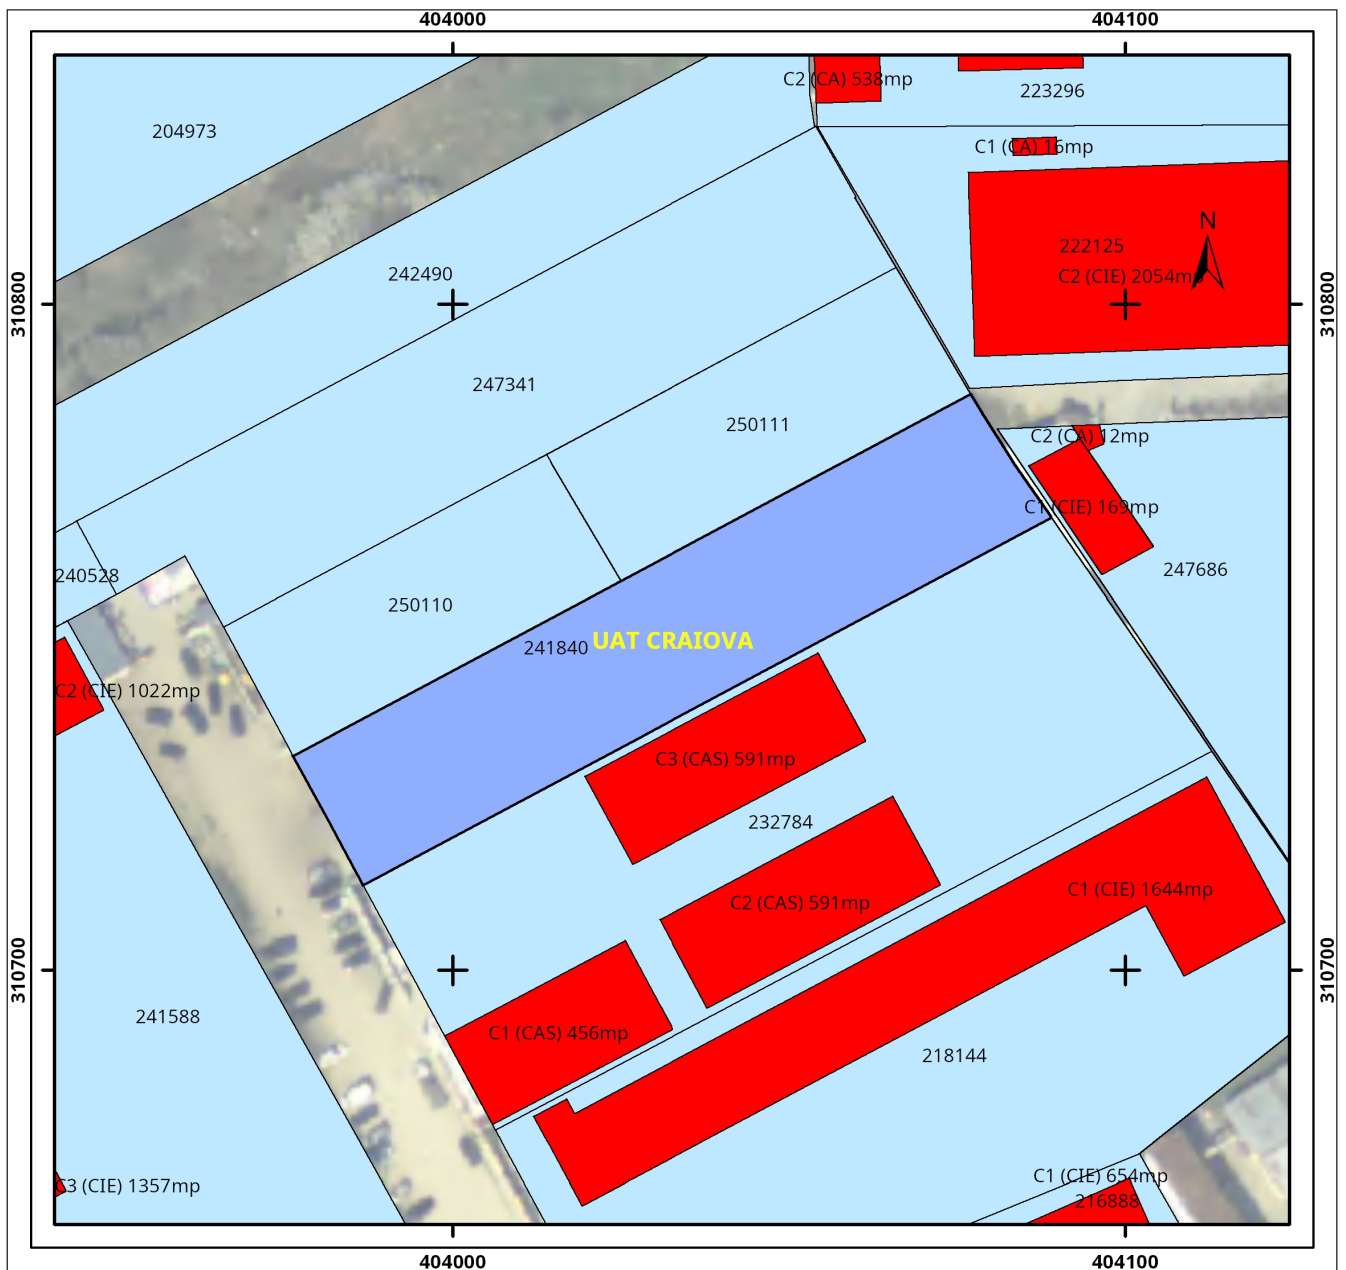 404000
404100
C2 (CA) 538mp
223296
204973
C1 (CA) 16mp
N
222125
C2 (CIE) 2054mp
242490
310800
310800
247341
250111
C2 (CA) 12mp
C1 (CIE) 169mp
247686
240528
250110
241840
UAT CRAIOVA
C2 (CIE) 1022mp
C3 (CAS) 591mp
232784
C1 (CIE) 1644mp
C2 (CAS) 591mp
310700
310700
241588
C1 (CAS) 456mp
218144
C1 (CIE) 654mp
C3 (CIE) 1357mp
216888
404000
404100